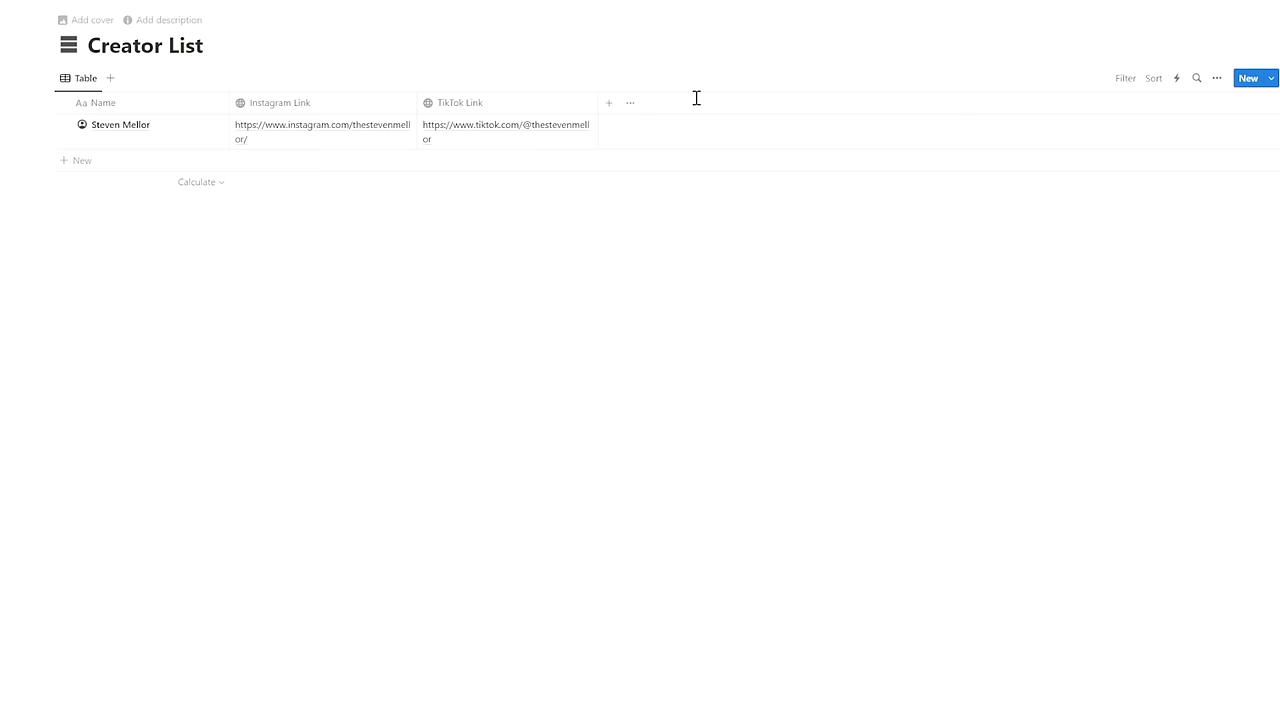 Add cover Add description
Creator List
Table
Filter Sort New
Aa Name Instagram Link TikTok Link
Steven Mellor https://www.instagram.com/thestevenmell https://www.tiktok.com/@thestevenmell
or/ or
New
Calculate